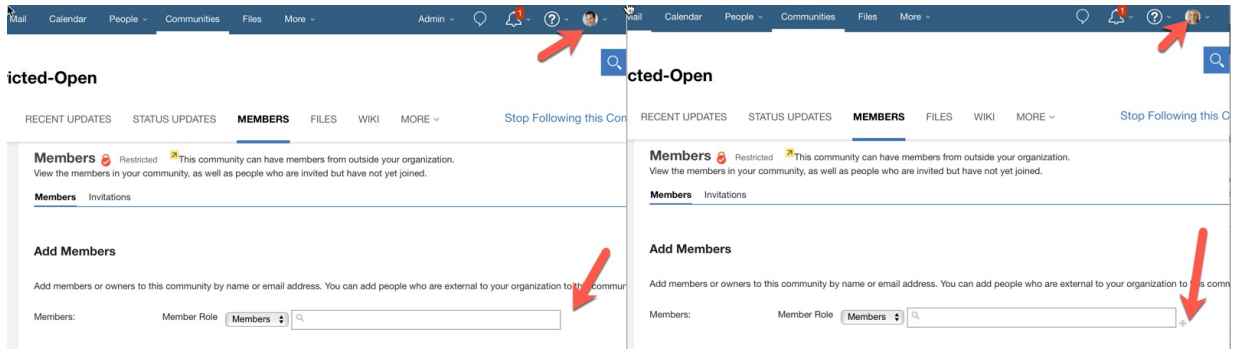 Mail Calendar People Communities Files More Admin 1 ?
icted-Open
RECENT UPDATES STATUS UPDATES MEMBERS FILES WIKI MORE Stop Following this Com
Members Restricted This community can have members from outside your organization.
View the members in your community, as well as people who are invited but have not yet joined.
Members Invitations
Add Members
Add members or owners to this community by name or email address. You can add people who are external to your organization to this commun
Members: Member Role Members
Mail Calendar People Communities Files More 1 ?
cted-Open
RECENT UPDATES STATUS UPDATES MEMBERS FILES WIKI MORE Stop Following this C
Members Restricted This community can have members from outside your organization.
View the members in your community, as well as people who are invited but have not yet joined.
Members Invitations
Add Members
Add members or owners to this community by name or email address. You can add people who are external to your organization to this comm
Members: Member Role Members +